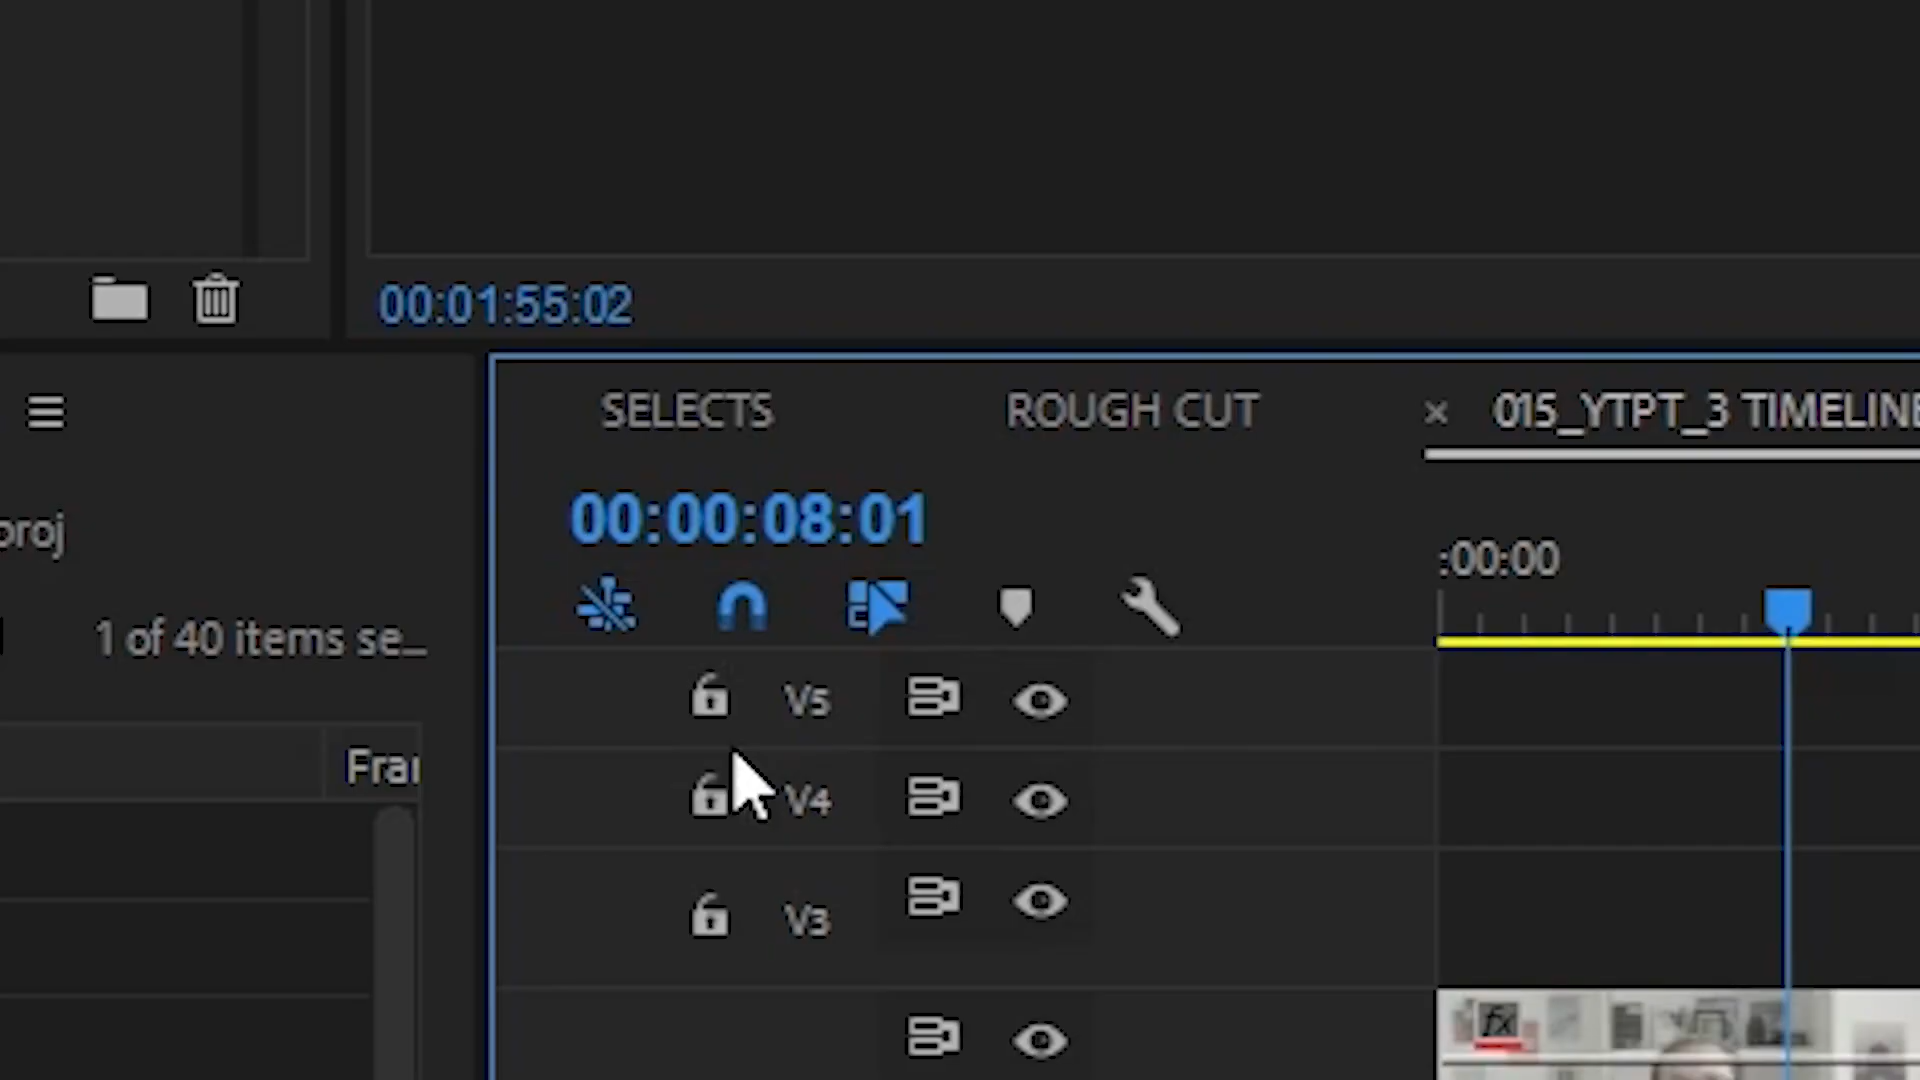 00:01:55:02
SELECTS
ROUGH CUT
× 015_YTPT_3 TIMELINE
00:00:08:01
proj
:00:00
1 of 40 items se...
V5
Fra
V4
V3
fx